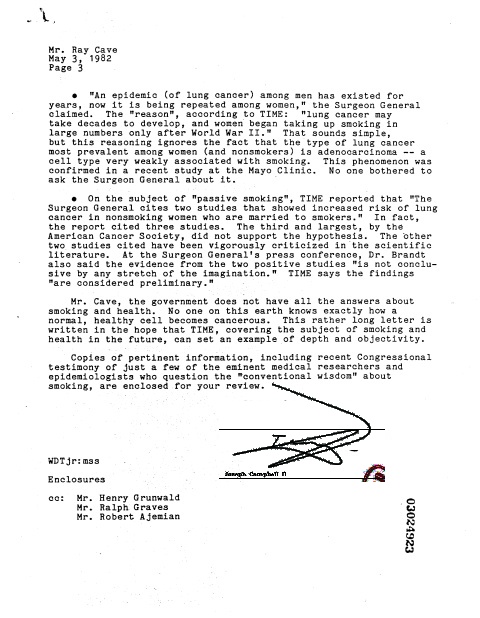 Mr. Ray Cave
May 3, 1982
Page 3
• "An epidemic (of lung cancer) among men has existed for
years, now it is being repeated among women," the Surgeon General
claimed. The "reason", according to TIME: "lung cancer may
take decades to develop, and women began taking up smoking in
large numbers only after World War II." That sounds simple,
but this reasoning ignores the fact that the type of lung cancer
most prevalent among women (and nonsmokers) is adenocarcinoma -- a
cell type very weakly associated with smoking. This phenomenon was
confirmed in a recent study at the Mayo Clinic. No one bothered to
ask the Surgeon General about it.
• On the subject of "passive smoking", TIME reported that "The
Surgeon General cites two studies that showed increased risk of lung
cancer in nonsmoking women who are married to smokers." In fact,
the report cited three studies. The third and largest, by the
American Cancer Society, did not support the hypothesis. The other
two studies cited have been vigorously criticized in the scientific
literature. At the Surgeon General's press conference, Dr. Brandt
also said the evidence from the two positive studies "is not conclu-
sive by any stretch of the imagination." TIME says the findings
"are considered preliminary."
Mr. Cave, the government does not have all the answers about
smoking and health. No one on this earth knows exactly how a
normal, healthy cell becomes cancerous. This rather long letter is
written in the hope that TIME, covering the subject of smoking and
health in the future, can set an example of depth and objectivity.
Copies of pertinent information, including recent Congressional
testimony of just a few of the eminent medical researchers and
epidemiologists who question the "conventional wisdom" about
smoking, are enclosed for your review.
Joseph Campbell II
WDTjr:mss
Enclosures
cc: Mr. Henry Grunwald
Mr. Ralph Graves
Mr. Robert Ajemian
03024923